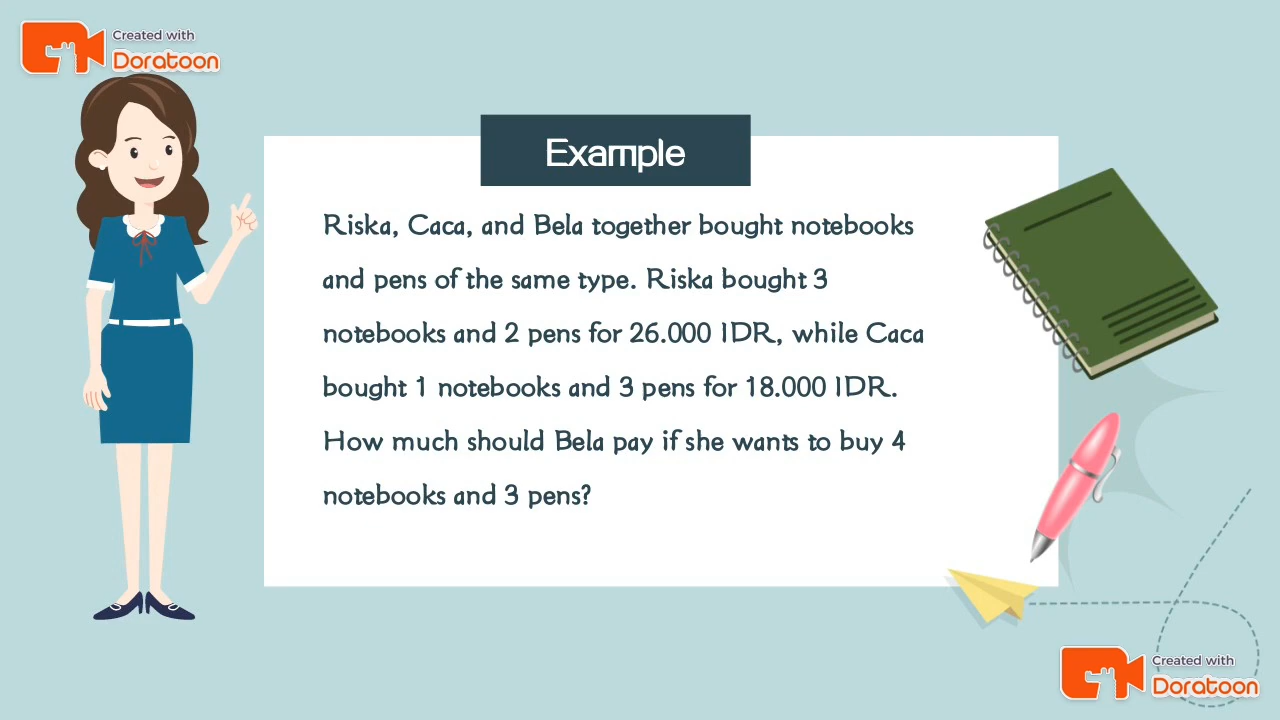 Created with
Doratoon
Example
Riska, Caca, and Bela together bought notebooks
and pens of the same type. Riska bought 3
notebooks and 2 pens for 26.000 IDR, while Caca
bought 1 notebooks and 3 pens for 18.000 IDR.
How much should Bela pay if she wants to buy 4
notebooks and 3 pens?
Created with
Doratoon